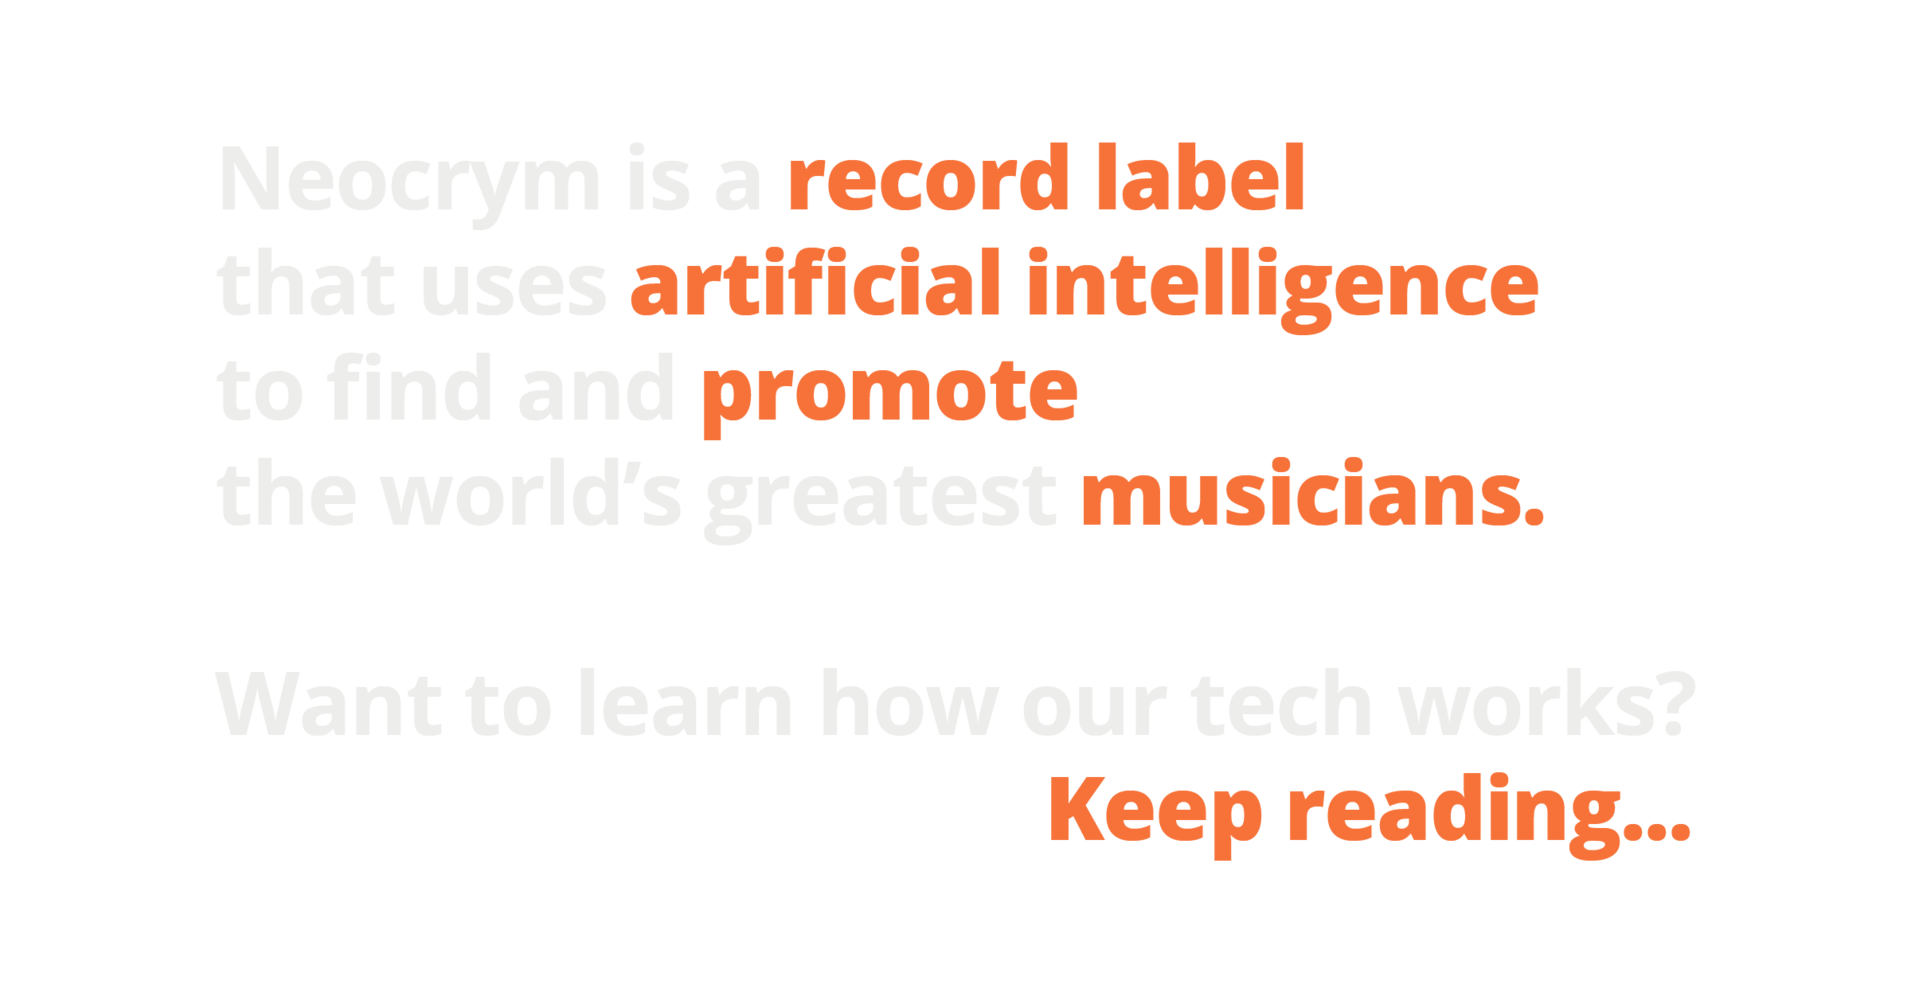 Neocrym is a record label
that uses artificial intelligence
to find and promote
the world’s greatest musicians.
Want to learn how our tech works?
Keep reading...